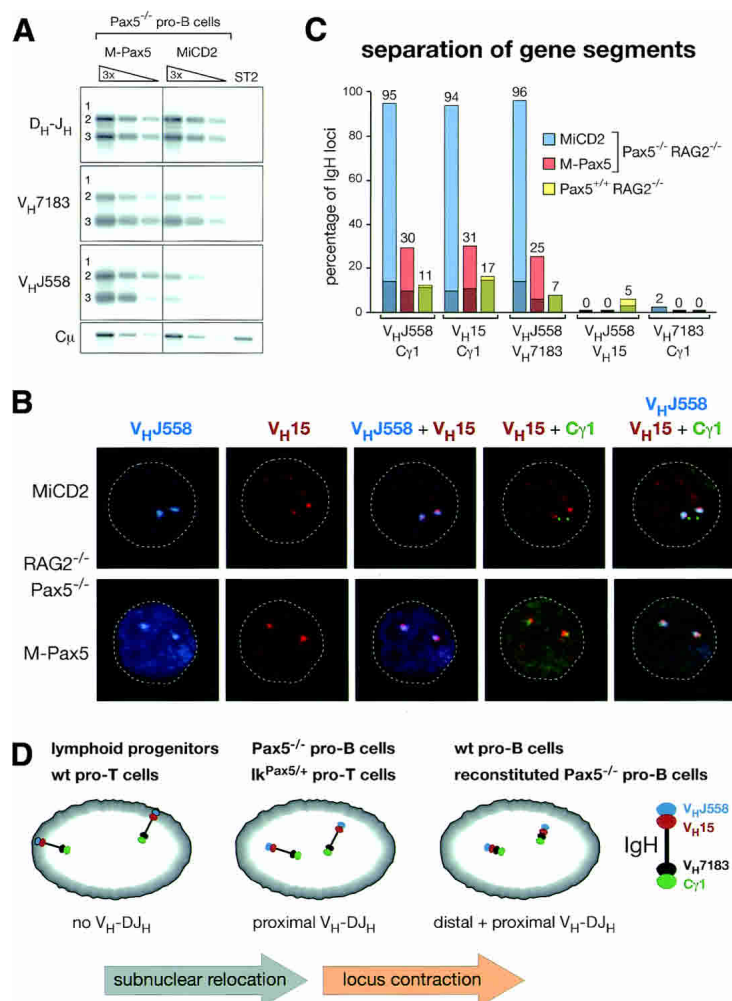 A
Pax5-/- pro-B cells
M-Pax5 MiCD2
3x 3x ST2
DH-JH 1 2 3
VH7183 1 2 3
VHJ558 1 2 3
Cμ
C
separation of gene segments
percentage of IgH loci
100
80
60
40
20
0
95 30 11
94 31 17
96 25 7
0 0 5
2 0 0
MiCD2
M-Pax5
Pax5-/- RAG2-/-
Pax5+/+ RAG2-/-
VHJ558 VH15 VHJ558 VHJ558 VH7183
Cγ1 Cγ1 VH7183 VH15 Cγ1
B
VHJ558 VH15 VHJ558 + VH15 VH15 + Cγ1 VHJ558
VH15 + Cγ1
MiCD2
RAG2-/-
Pax5-/-
M-Pax5
D
lymphoid progenitors Pax5-/- pro-B cells wt pro-B cells
wt pro-T cells IkPax5/+ pro-T cells reconstituted Pax5-/- pro-B cells
VHJ558
VH15
IgH
VH7183
Cγ1
no VH-DJH proximal VH-DJH distal + proximal VH-DJH
subnuclear relocation locus contraction